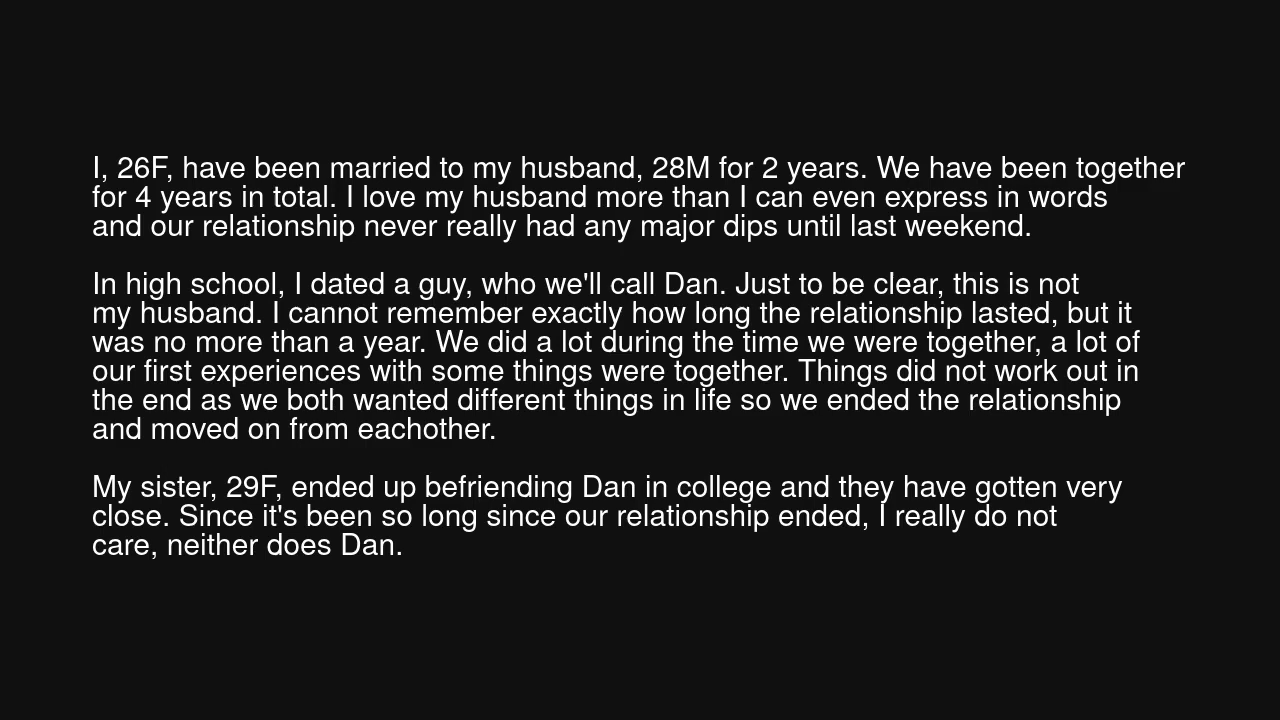 I, 26F, have been married to my husband, 28M for 2 years. We have been together
for 4 years in total. I love my husband more than I can even express in words
and our relationship never really had any major dips until last weekend.
In high school, I dated a guy, who we'll call Dan. Just to be clear, this is not
my husband. I cannot remember exactly how long the relationship lasted, but it
was no more than a year. We did a lot during the time we were together, a lot of
our first experiences with some things were together. Things did not work out in
the end as we both wanted different things in life so we ended the relationship
and moved on from eachother.
My sister, 29F, ended up befriending Dan in college and they have gotten very
close. Since it's been so long since our relationship ended, I really do not
care, neither does Dan.